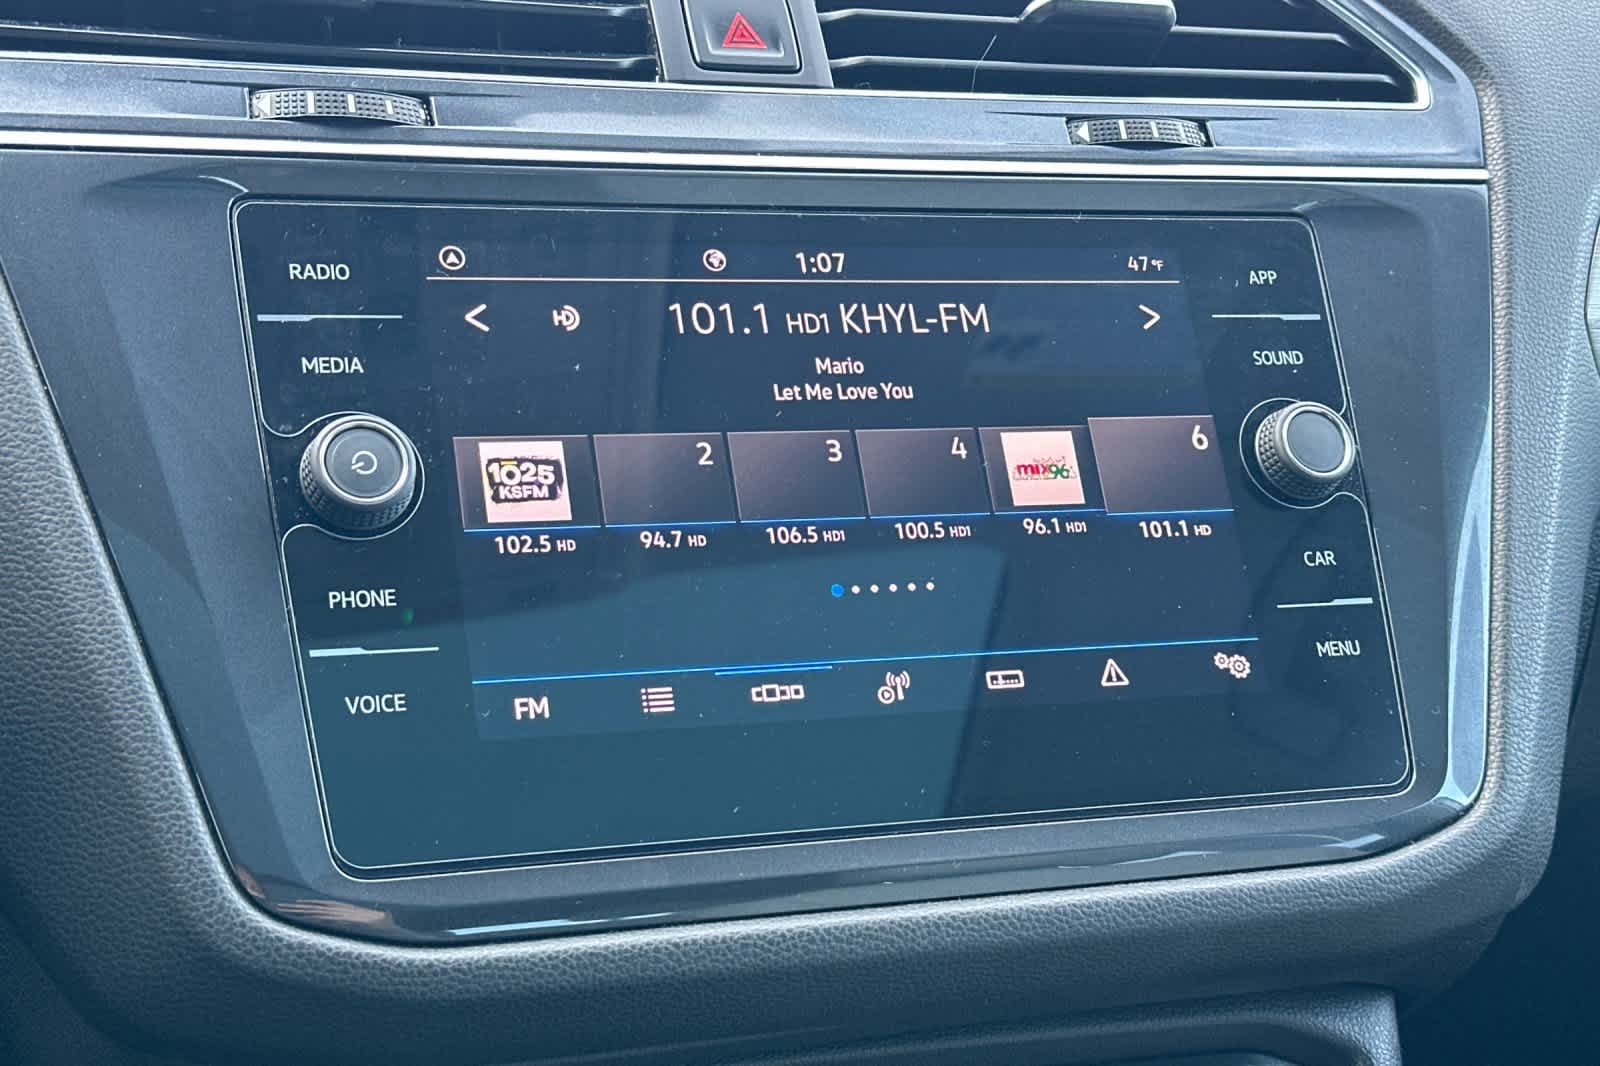 RADIO
MEDIA
PHONE
VOICE
1:07
47°F
HD
101.1 HD1 KHYL-FM
Mario
Let Me Love You
1025
KSFM
2
3
4
mix96
6
102.5 HD
94.7 HD
106.5 HD1
100.5 HD1
96.1 HD1
101.1 HD
FM
APP
SOUND
CAR
MENU